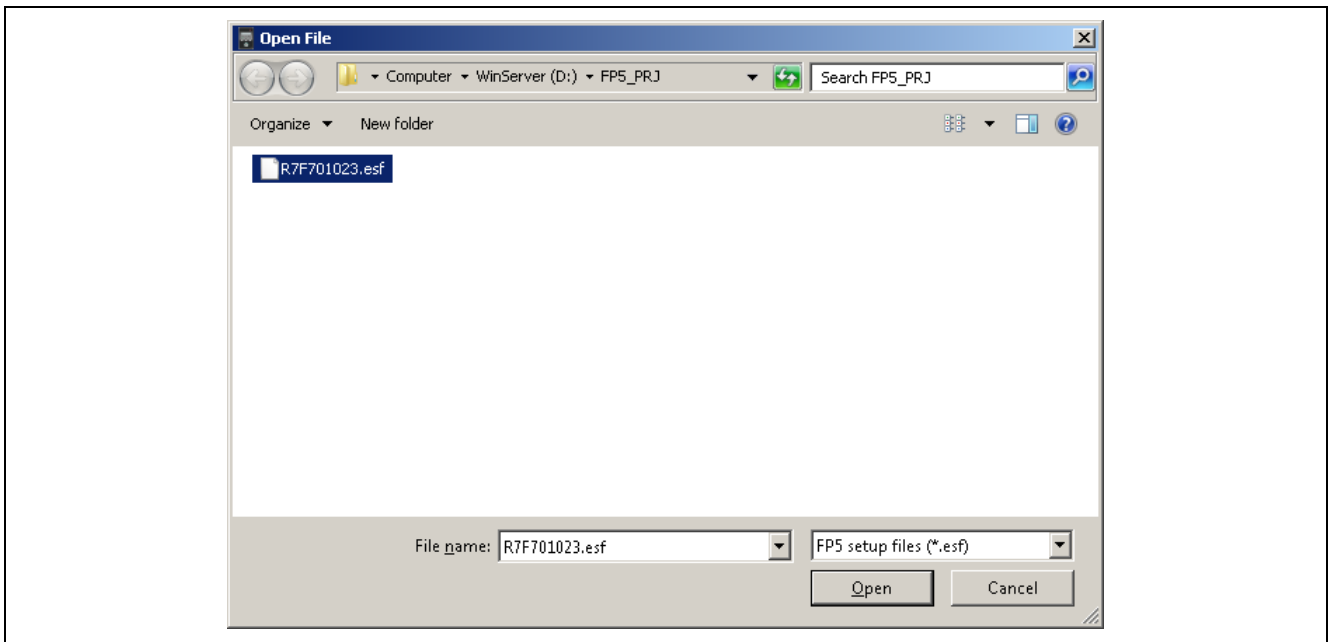 Open File
Computer WinServer (D:) FP5_PRJ Search FP5_PRJ
Organize New folder
R7F701023.esf
File name: R7F701023.esf FP5 setup files (*.esf)
Open Cancel